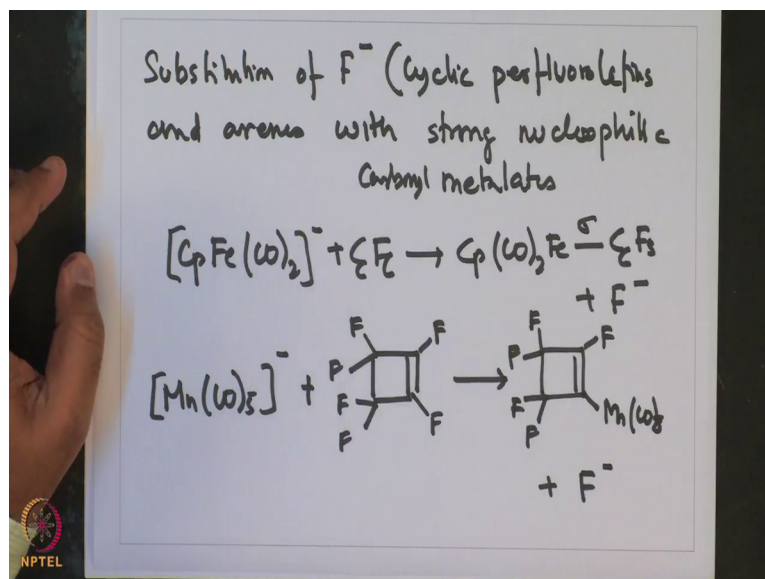 Substitution of F⁻ (Cyclic perfluorolefins
and arenes with strong nucleophilic
Carbonyl metalates
[CpFe(CO)₂]⁻ + C₆F₆ → Cp(CO)₂Fe —σ— C₆F₅
+ F⁻
[Mn(CO)₅]⁻ + F F F F F F → F F F F F Mn(CO)₅
+ F⁻
NPTEL